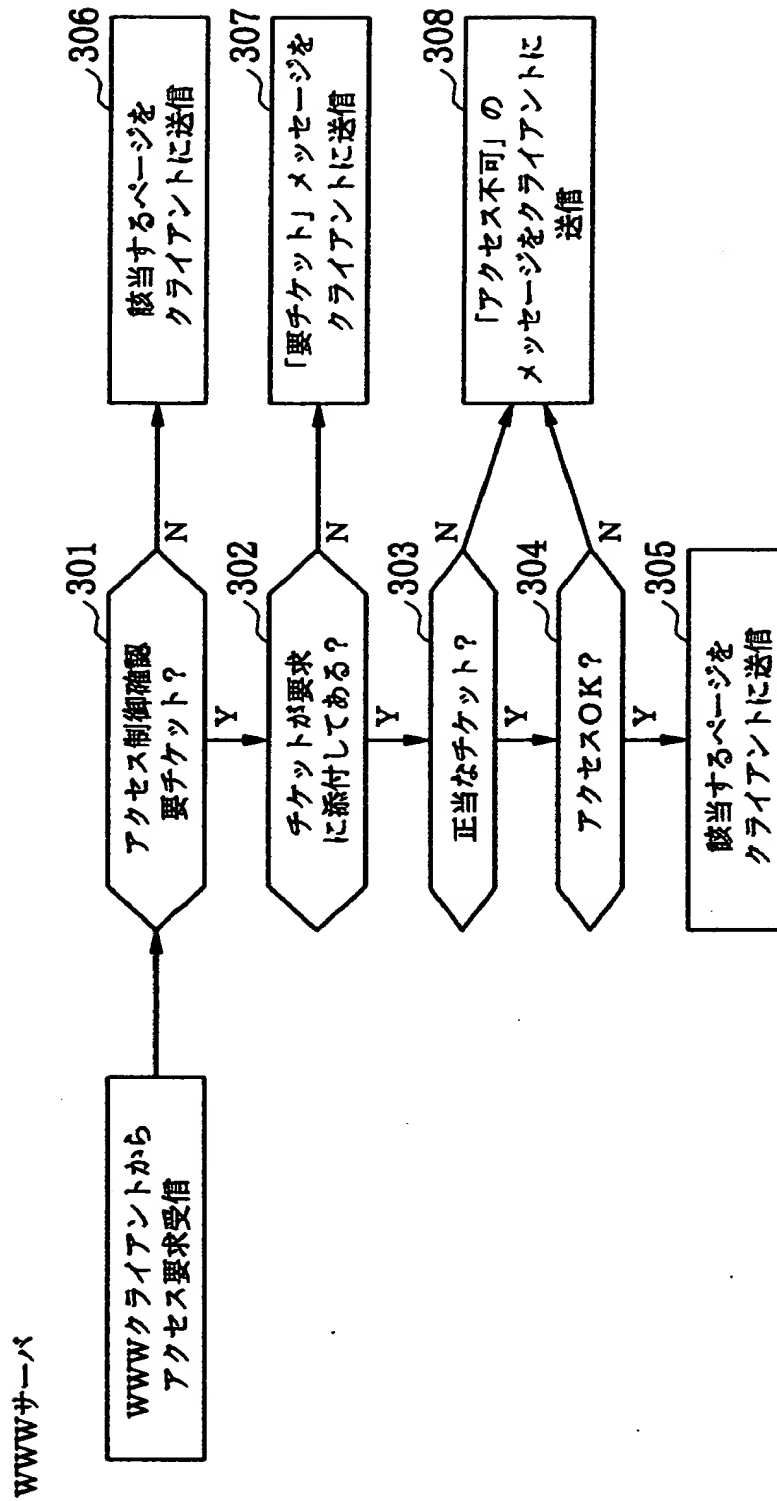 WWWサーバ
WWWクライアントから
アクセス要求受信
301
アクセス制御確認
要チケット?
N
306
該当するページを
クライアントに送信
Y
302
チケットが要求
に添付してある?
N
307
「要チケット」メッセージを
クライアントに送信
Y
303
正当なチケット?
N
308
「アクセス不可」の
メッセージをクライアントに
送信
Y
304
アクセスOK?
N
Y
305
該当するページを
クライアントに送信